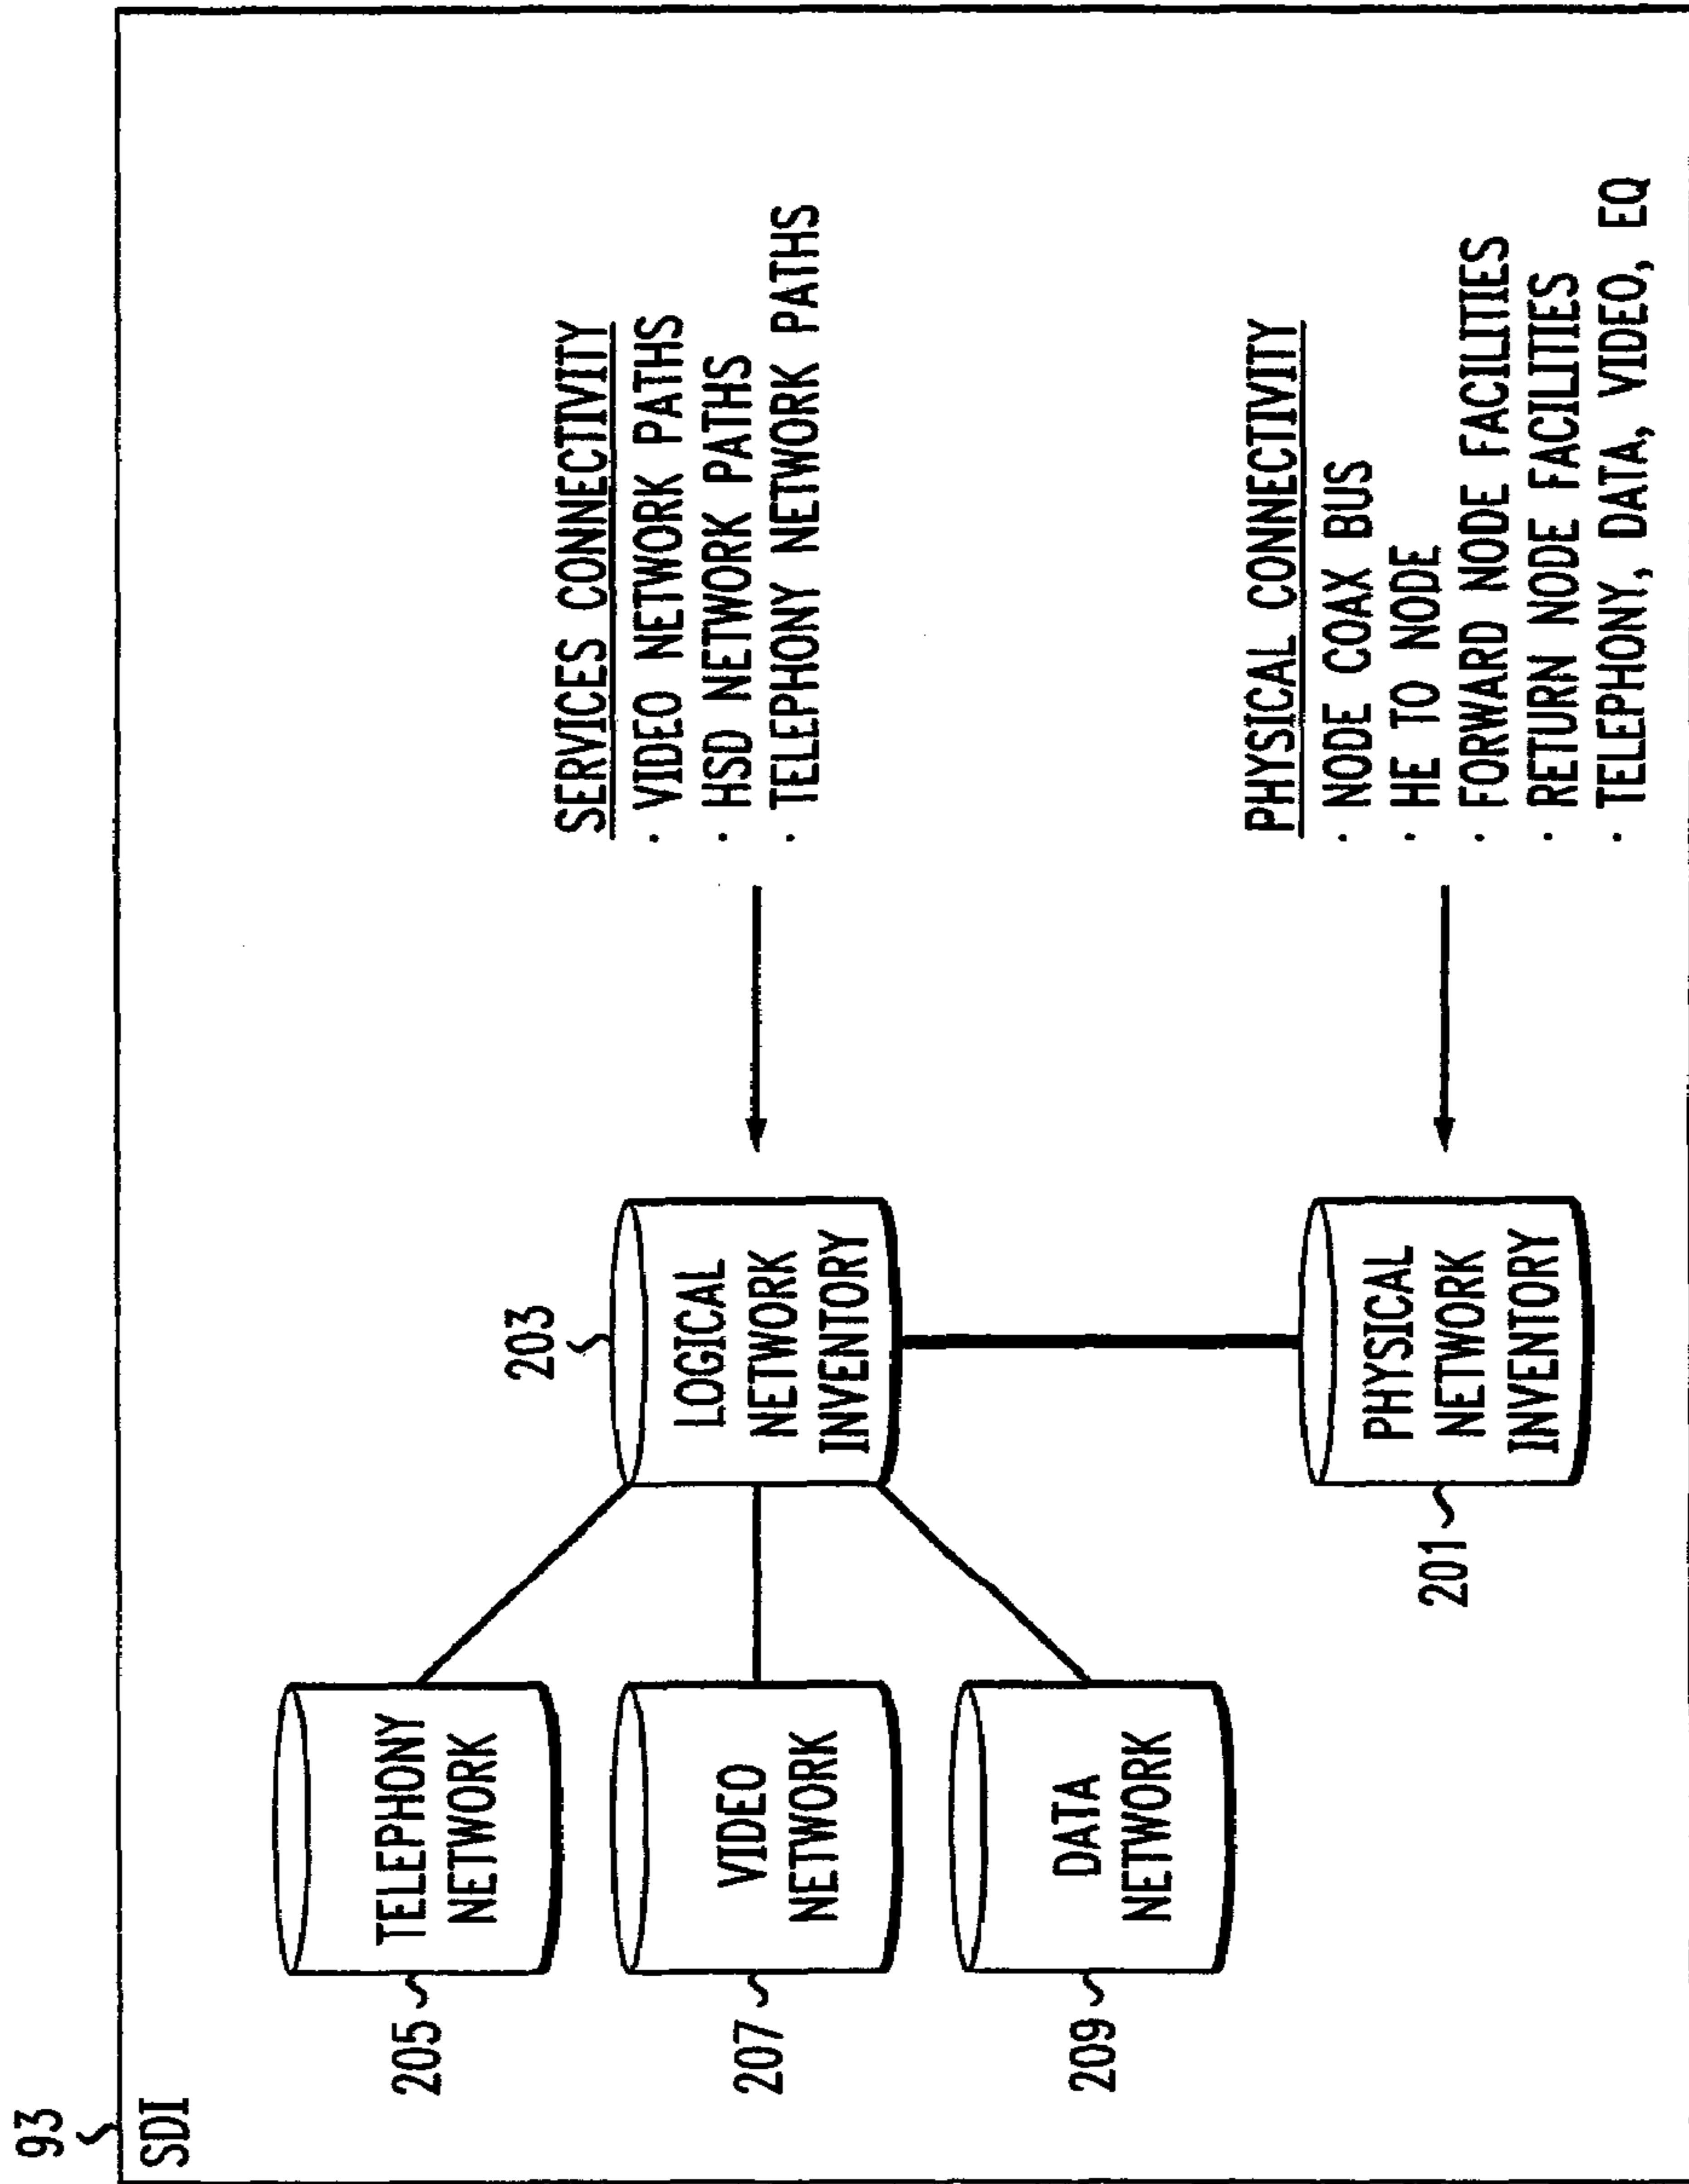 93
SDI
205
TELEPHONY
NETWORK
207
VIDEO
NETWORK
209
DATA
NETWORK
203
LOGICAL
NETWORK
INVENTORY
201
PHYSICAL
NETWORK
INVENTORY
SERVICES CONNECTIVITY
· VIDEO NETWORK PATHS
· HSD NETWORK PATHS
· TELEPHONY NETWORK PATHS
PHYSICAL CONNECTIVITY
· NODE COAX BUS
· HE TO NODE
· FORWARD NODE FACILITIES
· RETURN NODE FACILITIES
· TELEPHONY, DATA, VIDEO, EQ